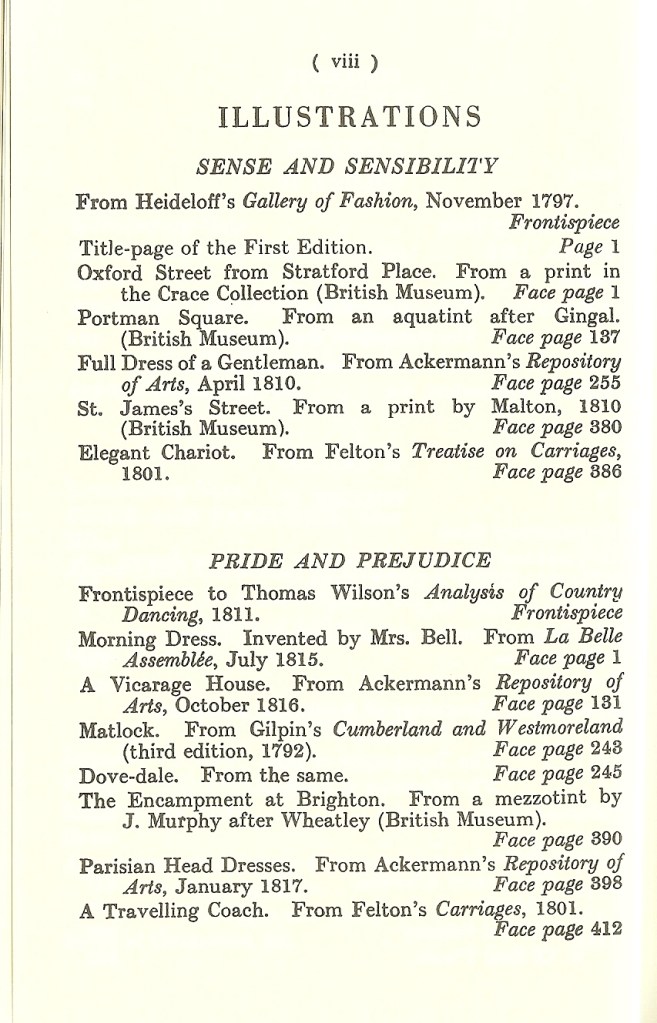 ( viii )
ILLUSTRATIONS
SENSE AND SENSIBILITY
From Heideloff's Gallery of Fashion, November 1797.
Frontispiece
Title-page of the First Edition. Page 1
Oxford Street from Stratford Place. From a print in
the Crace Collection (British Museum). Face page 1
Portman Square. From an aquatint after Gingal.
(British Museum). Face page 137
Full Dress of a Gentleman. From Ackermann's Repository
of Arts, April 1810. Face page 255
St. James's Street. From a print by Malton, 1810
(British Museum). Face page 380
Elegant Chariot. From Felton's Treatise on Carriages,
1801. Face page 386
PRIDE AND PREJUDICE
Frontispiece to Thomas Wilson's Analysis of Country
Dancing, 1811. Frontispiece
Morning Dress. Invented by Mrs. Bell. From La Belle
Assemblée, July 1815. Face page 1
A Vicarage House. From Ackermann's Repository of
Arts, October 1816. Face page 131
Matlock. From Gilpin's Cumberland and Westmoreland
(third edition, 1792). Face page 243
Dove-dale. From the same. Face page 245
The Encampment at Brighton. From a mezzotint by
J. Murphy after Wheatley (British Museum).
Face page 390
Parisian Head Dresses. From Ackermann's Repository of
Arts, January 1817. Face page 398
A Travelling Coach. From Felton's Carriages, 1801.
Face page 412